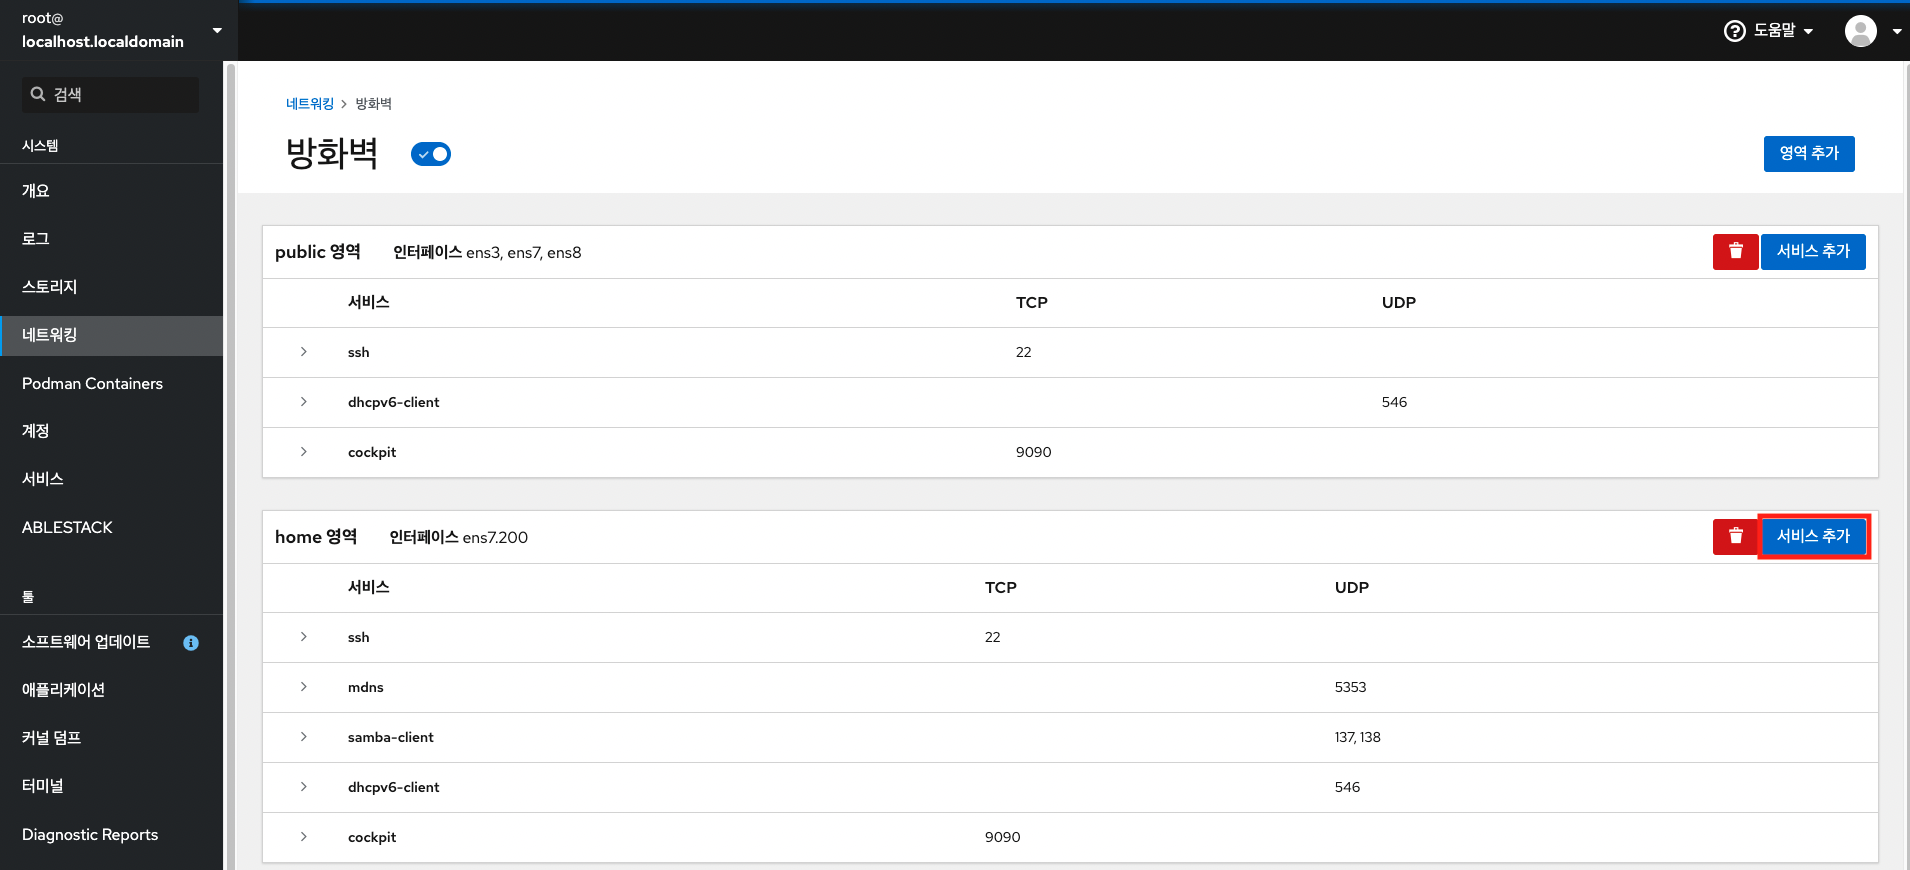 root@
localhost.localdomain
도움말
검색
시스템
개요
로그
스토리지
네트워킹
Podman Containers
계정
서비스
ABLESTACK
툴
소프트웨어 업데이트
애플리케이션
커널 덤프
터미널
Diagnostic Reports
네트워킹 > 방화벽
방화벽
영역 추가
public 영역 인터페이스 ens3, ens7, ens8
서비스 추가
서비스 TCP UDP
ssh 22
dhcpv6-client 546
cockpit 9090
home 영역 인터페이스 ens7.200
서비스 추가
서비스 TCP UDP
ssh 22
mdns 5353
samba-client 137, 138
dhcpv6-client 546
cockpit 9090